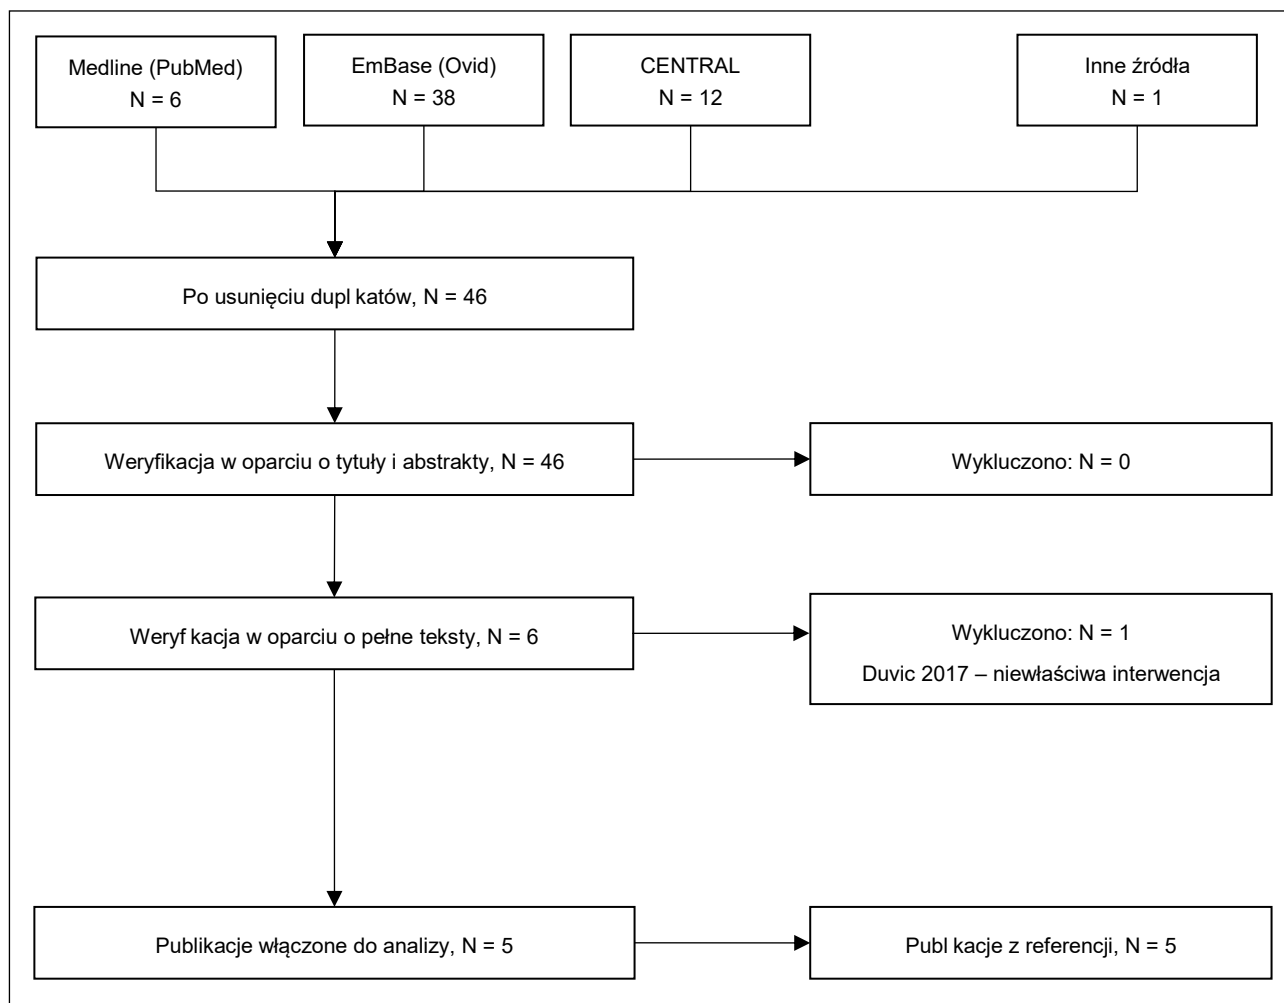 Medline (PubMed)
N = 6
EmBase (Ovid)
N = 38
CENTRAL
N = 12
Inne źródła
N = 1
Po usunięciu dupl katów, N = 46
Weryfikacja w oparciu o tytuły i abstrakty, N = 46
Wykluczono: N = 0
Weryf kacja w oparciu o pełne teksty, N = 6
Wykluczono: N = 1
Duvic 2017 – niewłaściwa interwencja
Publikacje włączone do analizy, N = 5
Publ kacje z referencji, N = 5